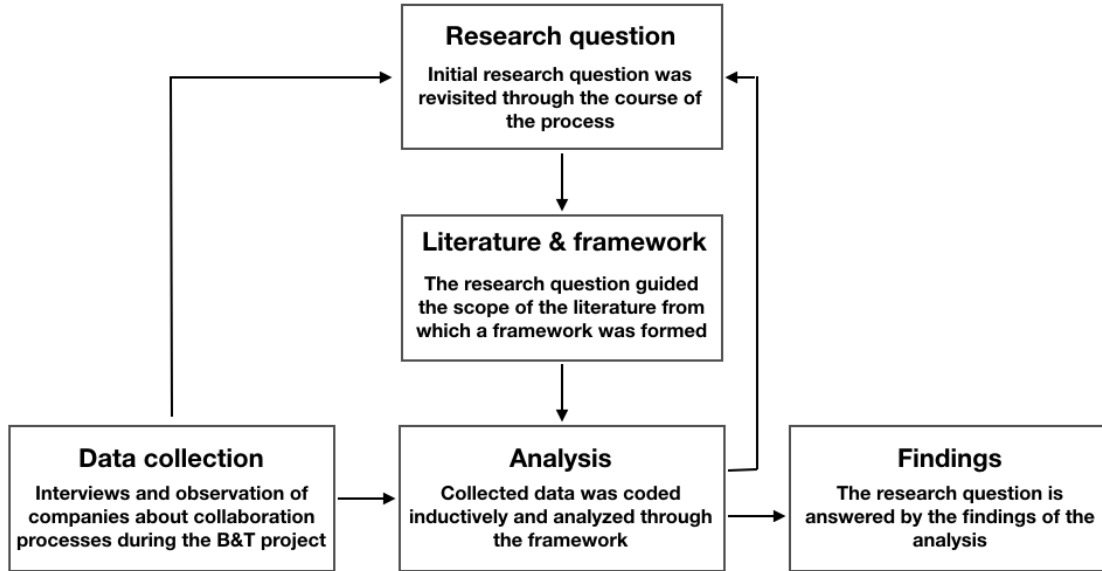 Research question
Initial research question was
revisited through the course of
the process
Literature & framework
The research question guided
the scope of the literature from
which a framework was formed
Data collection
Interviews and observation of
companies about collaboration
processes during the B&T project
Analysis
Collected data was coded
inductively and analyzed through
the framework
Findings
The research question is
answered by the findings of the
analysis